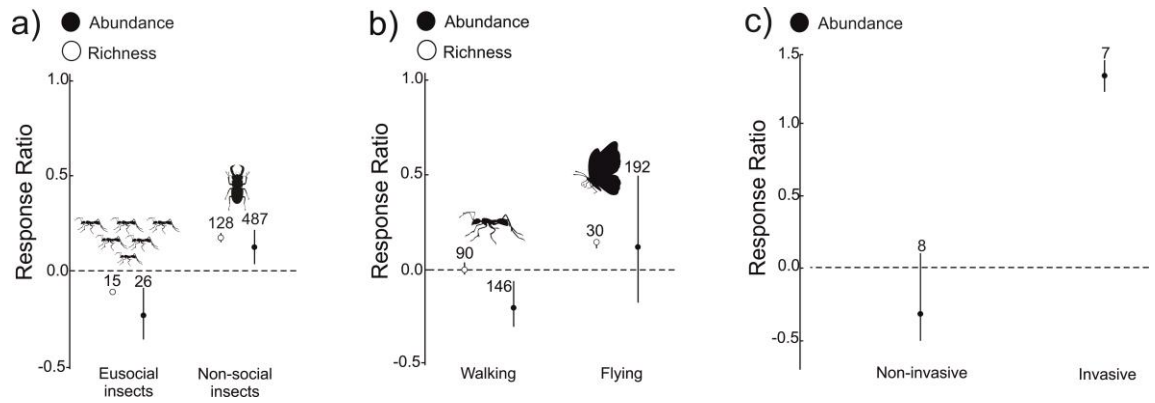 a)
Abundance
Richness
1.0
0.5
0.0
-0.5
Response Ratio
15
26
128
487
Eusocial
insects
Non-social
insects
b)
Abundance
Richness
1.0
0.5
0.0
-0.5
Response Ratio
90
146
30
192
Walking
Flying
c)
Abundance
1.5
1.0
0.5
0.0
-0.5
Response Ratio
8
7
Non-invasive
Invasive